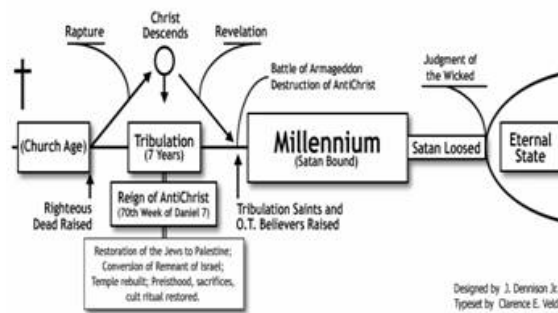 Christ
Descends
Rapture
Revelation
Judgment of
the Wicked
Battle of Armageddon
Destruction of AntiChrist
(Church Age)
Tribulation
(7 Years)
Millennium
(Satan Bound)
Satan Loosed
Eternal
State
Righteous
Dead Raised
Reign of AntiChrist
(70th Week of Daniel 7)
Tribulation Saints and
O.T. Believers Raised
Restoration of the Jews to Palestine;
Conversion of Remnant of Israel;
Temple rebuilt; Preisthood, sacrifices,
cult ritual restored.
Designed by J. Dennison Jr.
Typeset by Clarence E. Veld